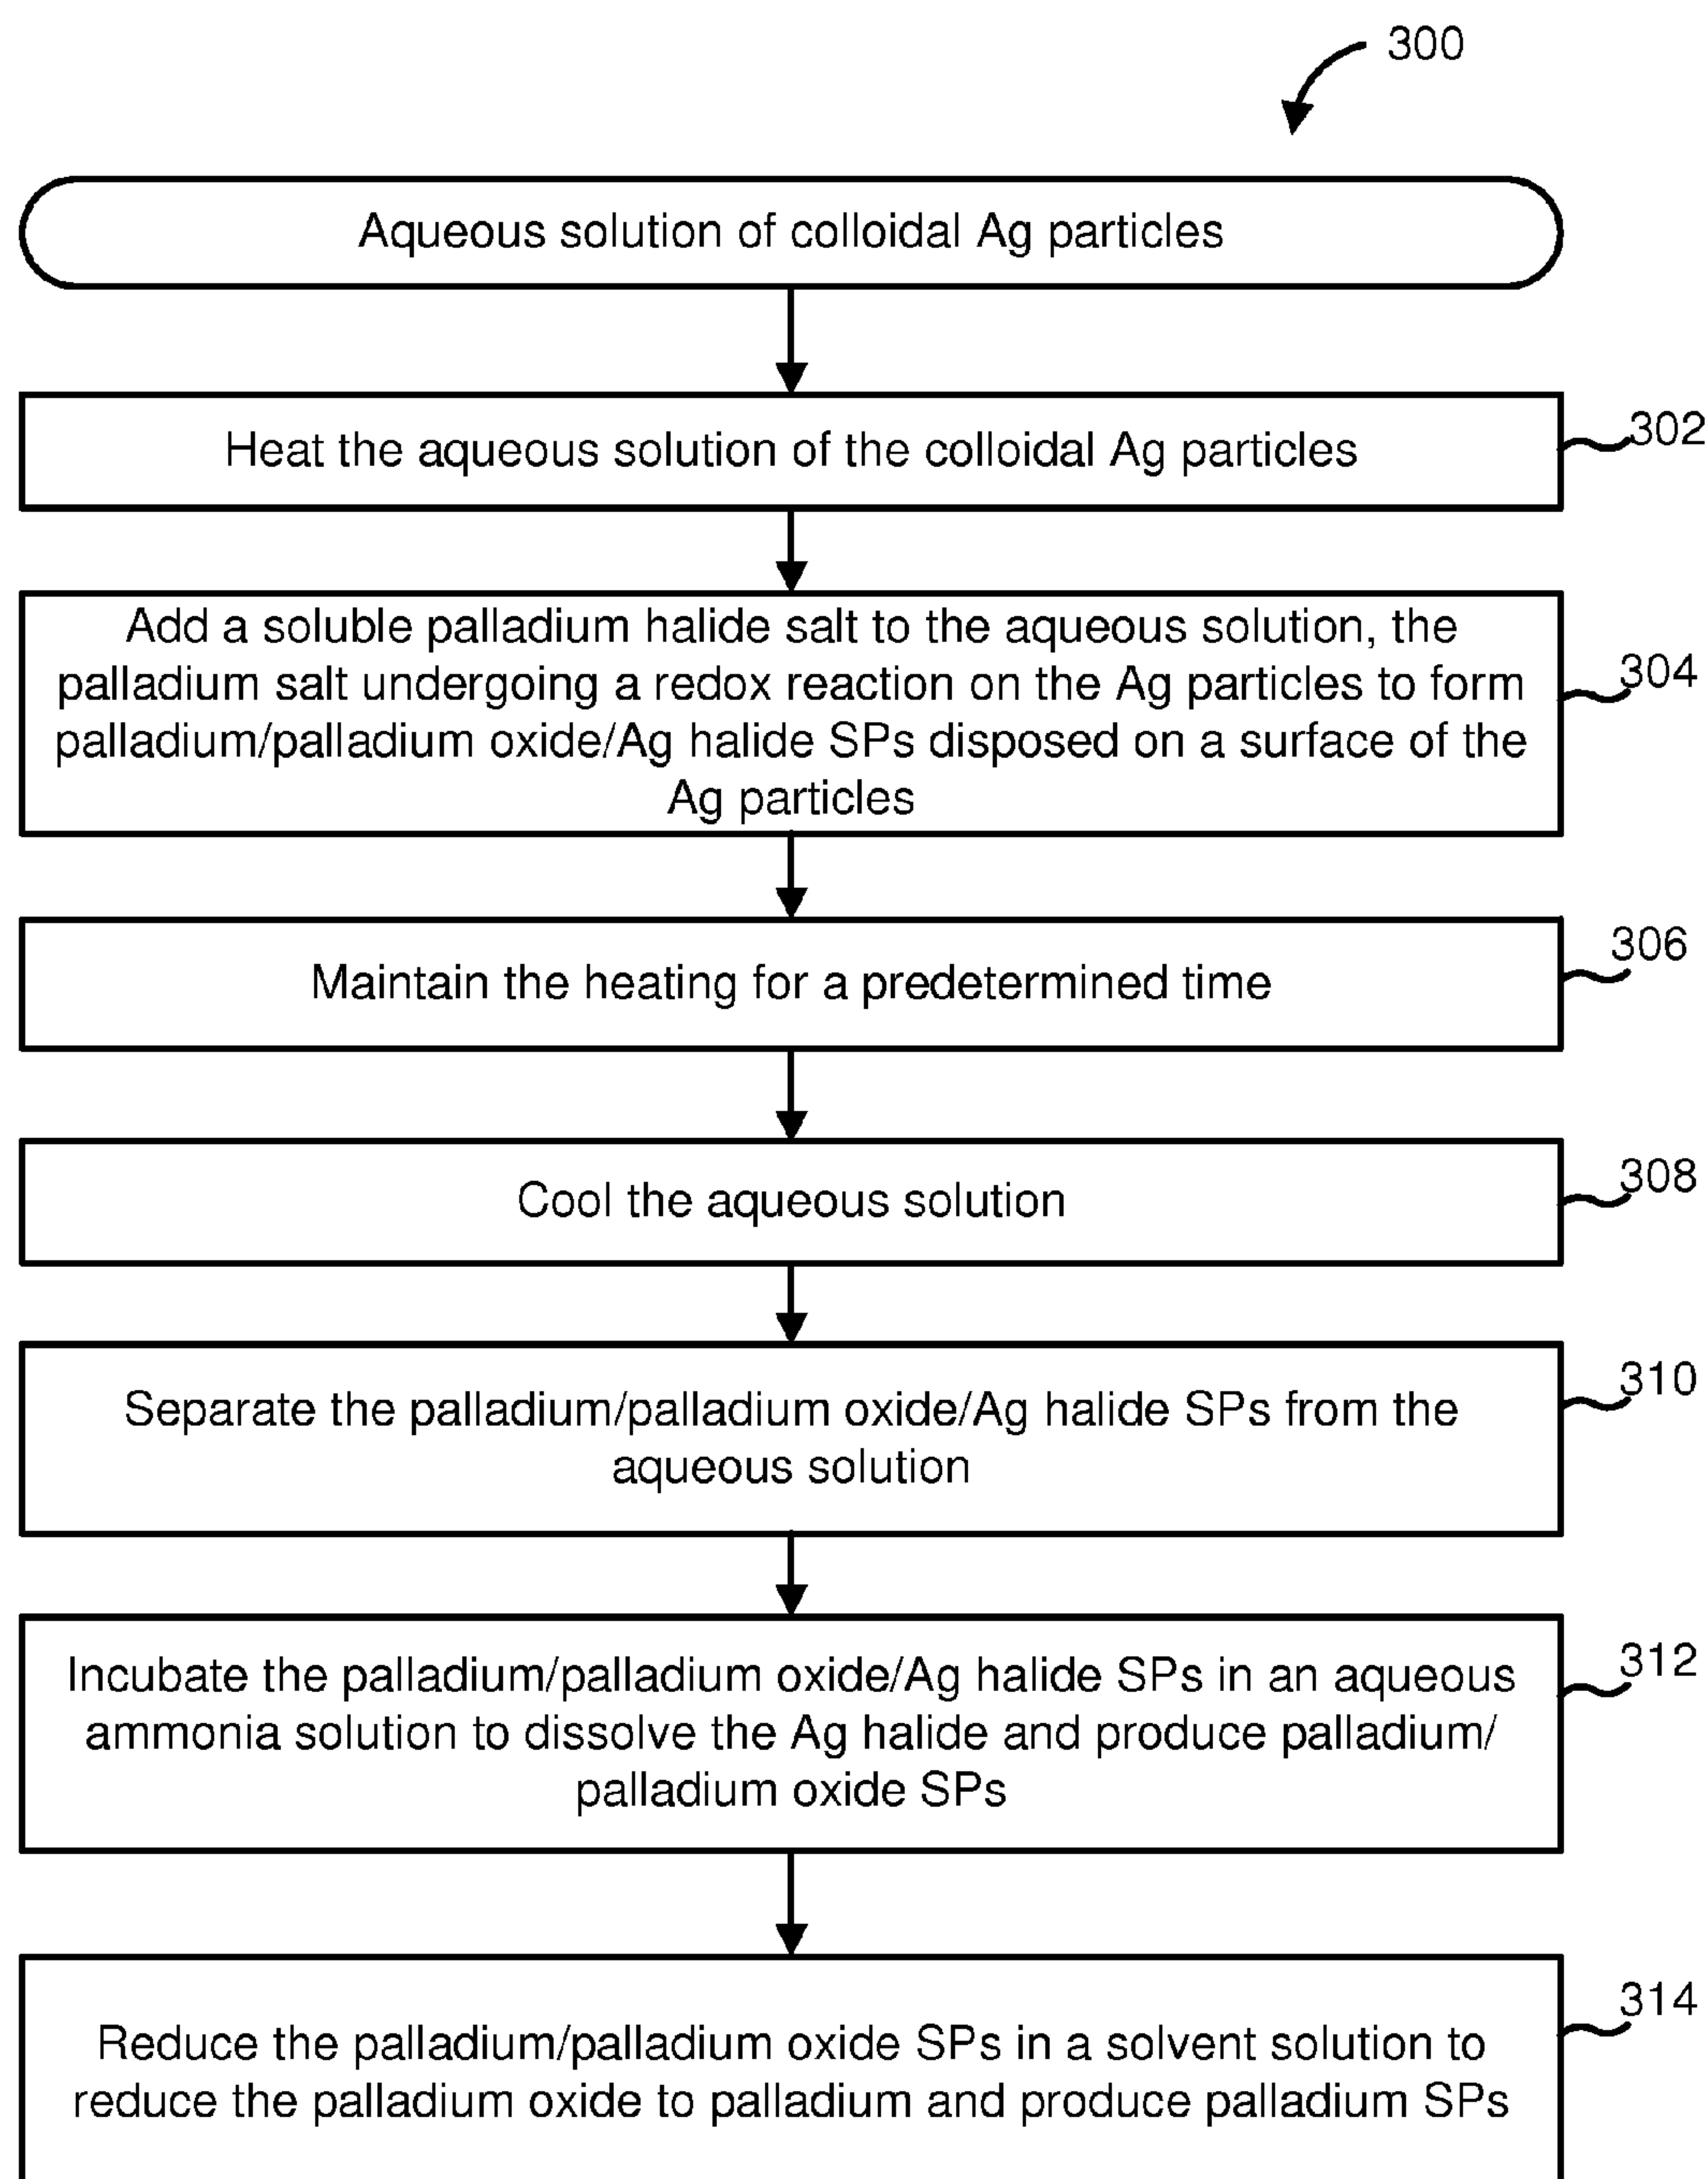 300
Aqueous solution of colloidal Ag particles
Heat the aqueous solution of the colloidal Ag particles
302
Add a soluble palladium halide salt to the aqueous solution, the
palladium salt undergoing a redox reaction on the Ag particles to form
palladium/palladium oxide/Ag halide SPs disposed on a surface of the
Ag particles
304
Maintain the heating for a predetermined time
306
Cool the aqueous solution
308
Separate the palladium/palladium oxide/Ag halide SPs from the
aqueous solution
310
Incubate the palladium/palladium oxide/Ag halide SPs in an aqueous
ammonia solution to dissolve the Ag halide and produce palladium/
palladium oxide SPs
312
Reduce the palladium/palladium oxide SPs in a solvent solution to
reduce the palladium oxide to palladium and produce palladium SPs
314